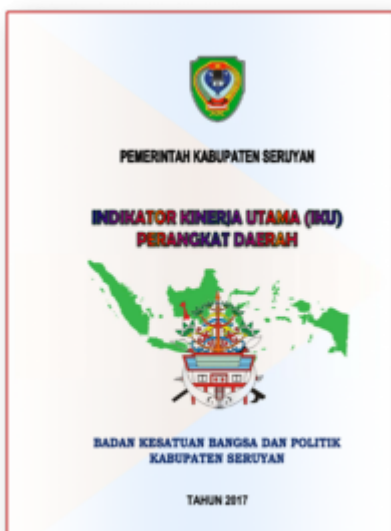 PEMERINTAH KABUPATEN SERUYAN
INDIKATOR KINERJA UTAMA (IKU)
PERANGKAT DAERAH
BADAN KESATUAN BANGSA DAN POLITIK
KABUPATEN SERUYAN
TAHUN 2017